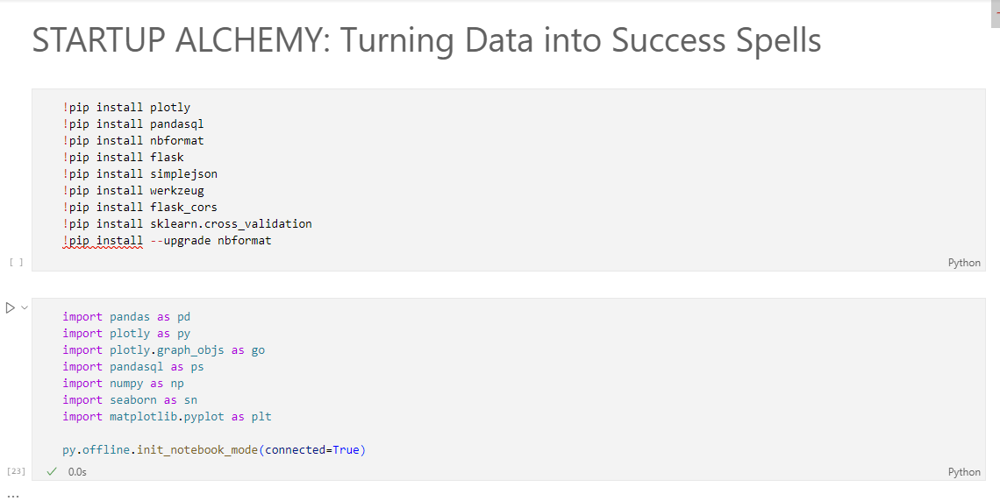 STARTUP ALCHEMY: Turning Data into Success Spells
!pip install plotly
!pip install pandasql
!pip install nbformat
!pip install flask
!pip install simplejson
!pip install werkzeug
!pip install flask_cors
!pip install sklearn.cross_validation
!pip install --upgrade nbformat
[ ] Python
import pandas as pd
import plotly as py
import plotly.graph_objs as go
import pandasql as ps
import numpy as np
import seaborn as sn
import matplotlib.pyplot as plt
py.offline.init_notebook_mode(connected=True)
[23] ✓ 0.0s Python
...